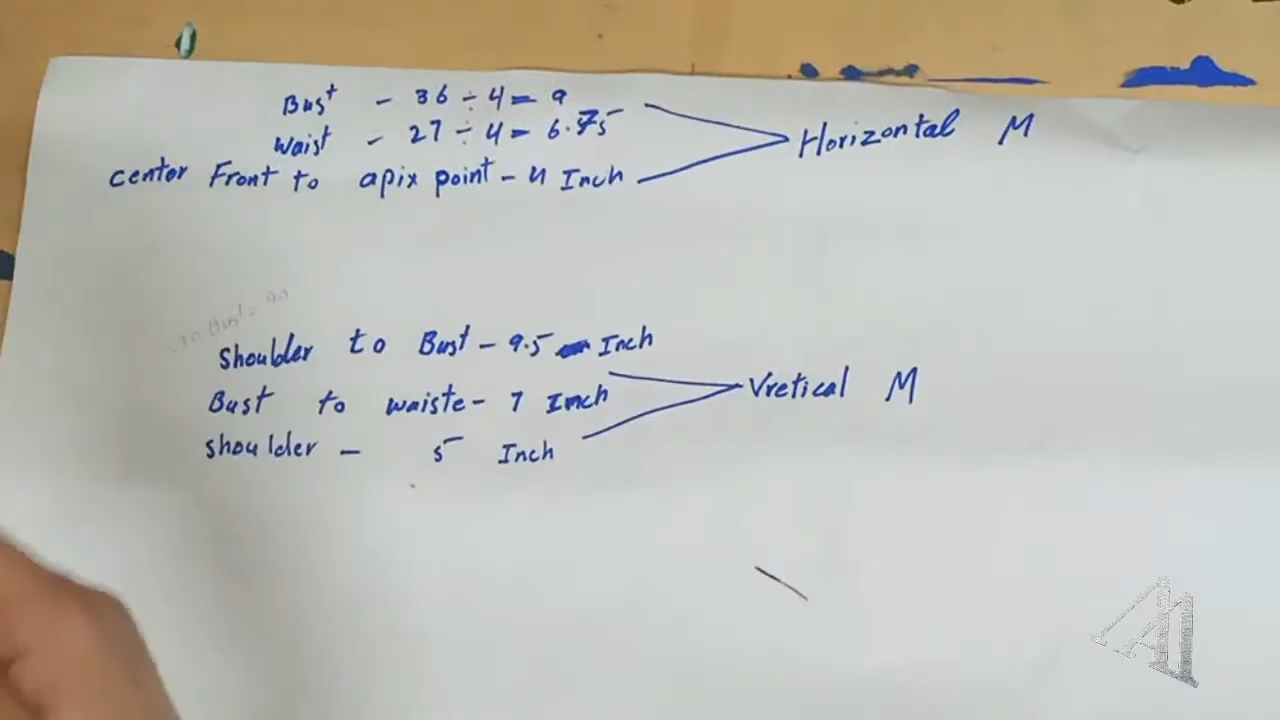 Bust - 36 ÷ 4 = 9
Waist - 27 ÷ 4 = 6.75
center Front to apix point - 4 Inch
Horizontal M
Shoulder to Bust - 9.5 Inch
Bust to waiste - 7 Inch
shoulder - 5 Inch
Vretical M